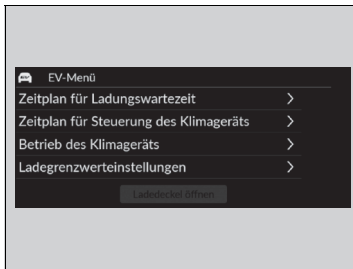 EV-Menü
Zeitplan für Ladungswartezeit
Zeitplan für Steuerung des Klimageräts
Betrieb des Klimageräts
Ladegrenzwerteinstellungen
Ladedeckel öffnen